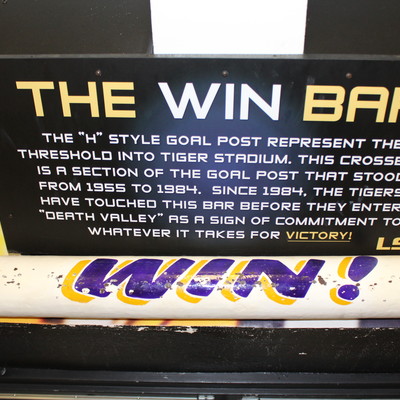 THE WIN BAR
THE "H" STYLE GOAL POST REPRESENT THE
THRESHOLD INTO TIGER STADIUM. THIS CROSSB
IS A SECTION OF THE GOAL POST THAT STOOD
FROM 1955 TO 1984. SINCE 1984, THE TIGERS
HAVE TOUCHED THIS BAR BEFORE THEY ENTER
"DEATH VALLEY" AS A SIGN OF COMMITMENT TO
WHATEVER IT TAKES FOR VICTORY!
LS
WIN!